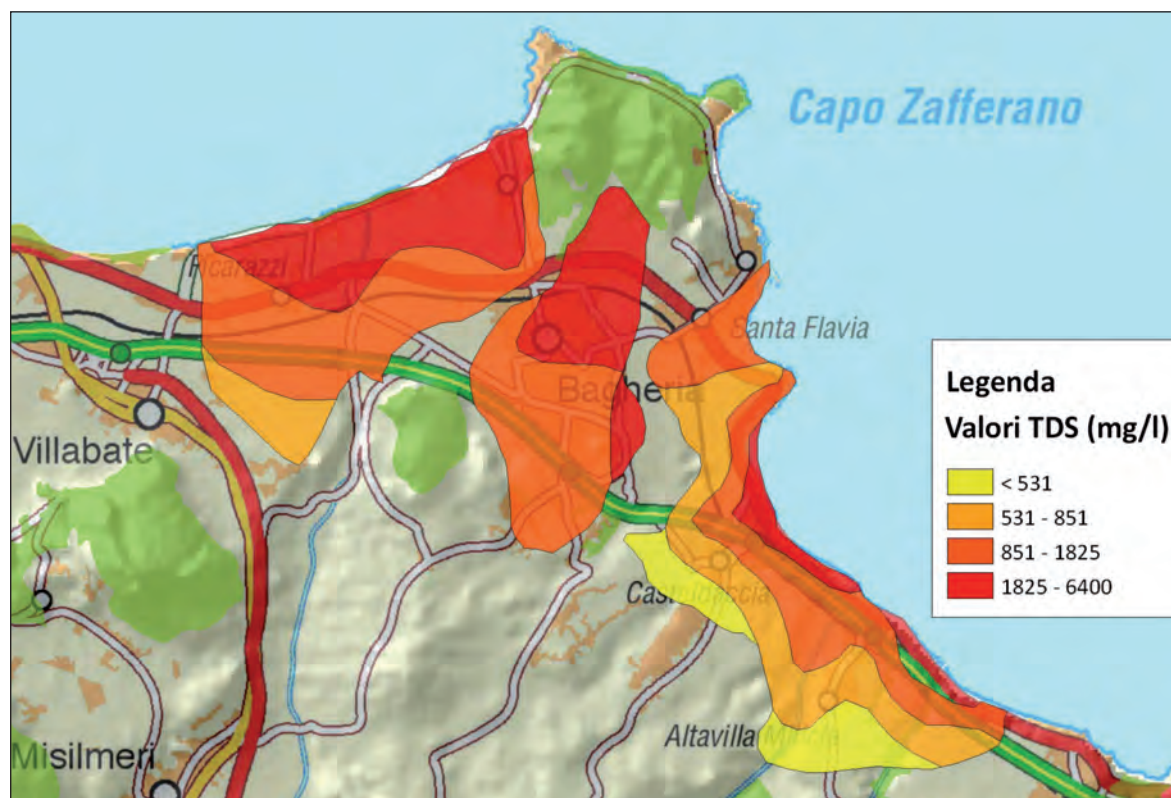 Capo Zafferano
Ficarazzi
Santa Flavia
Bagheria
Villabate
Casteldaccia
Altavilla Milicia
Misilmeri
Legenda
Valori TDS (mg/l)
< 531
531 - 851
851 - 1825
1825 - 6400